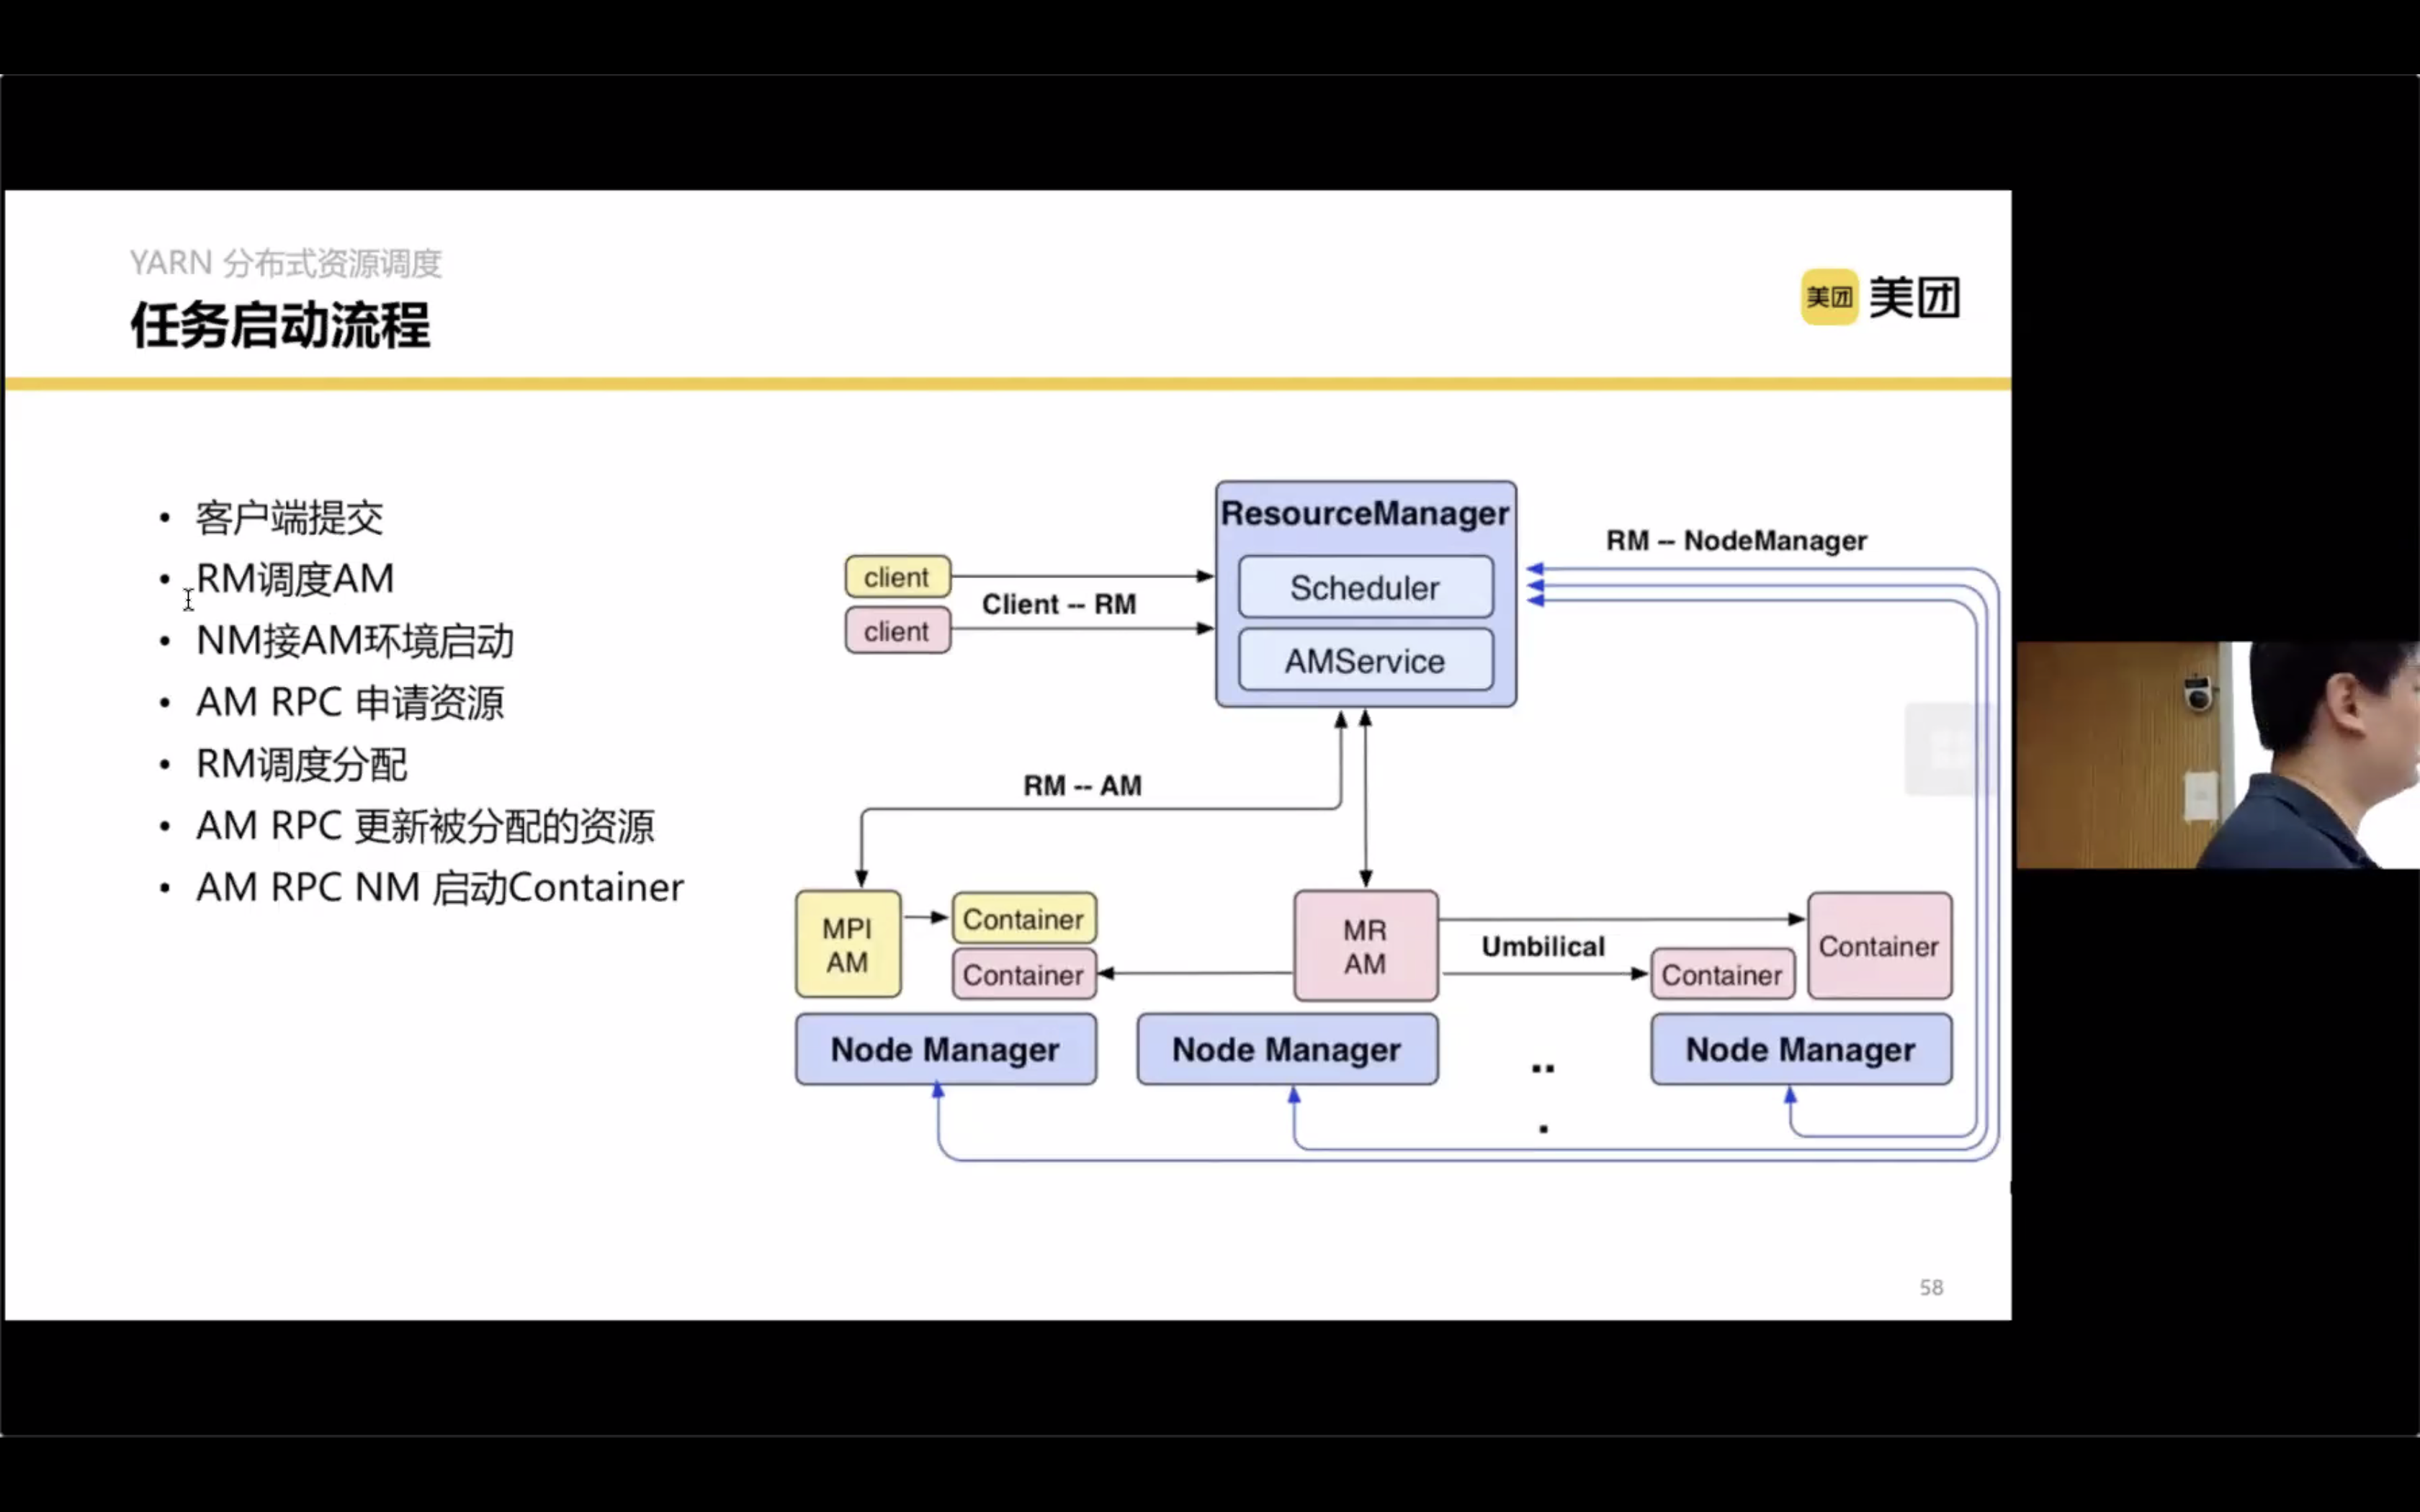 YARN 分布式资源调度
任务启动流程
美团 美团
• 客户端提交
• RM调度AM
• NM接AM环境启动
• AM RPC 申请资源
• RM调度分配
• AM RPC 更新被分配的资源
• AM RPC NM 启动Container
ResourceManager
Scheduler
AMService
client
client
Client -- RM
RM -- NodeManager
RM -- AM
MPI
AM
Container
Container
MR
AM
Umbilical
Container
Container
Node Manager
Node Manager
Node Manager
58